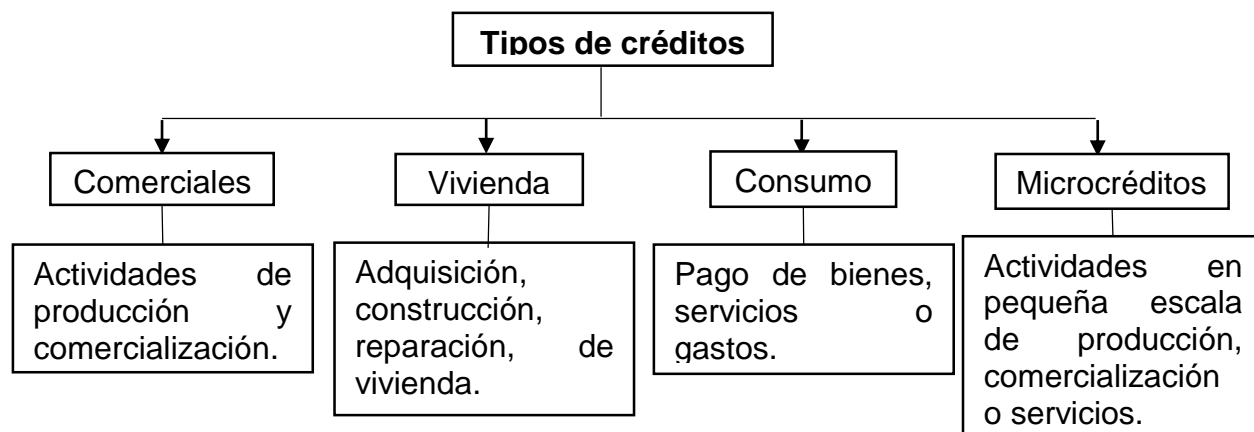 Tipos de créditos
Comerciales
Vivienda
Consumo
Microcréditos
Actividades de
producción y
comercialización.
Adquisición,
construcción,
reparación, de
vivienda.
Pago de bienes,
servicios o
gastos.
Actividades en
pequeña escala
de producción,
comercialización
o servicios.